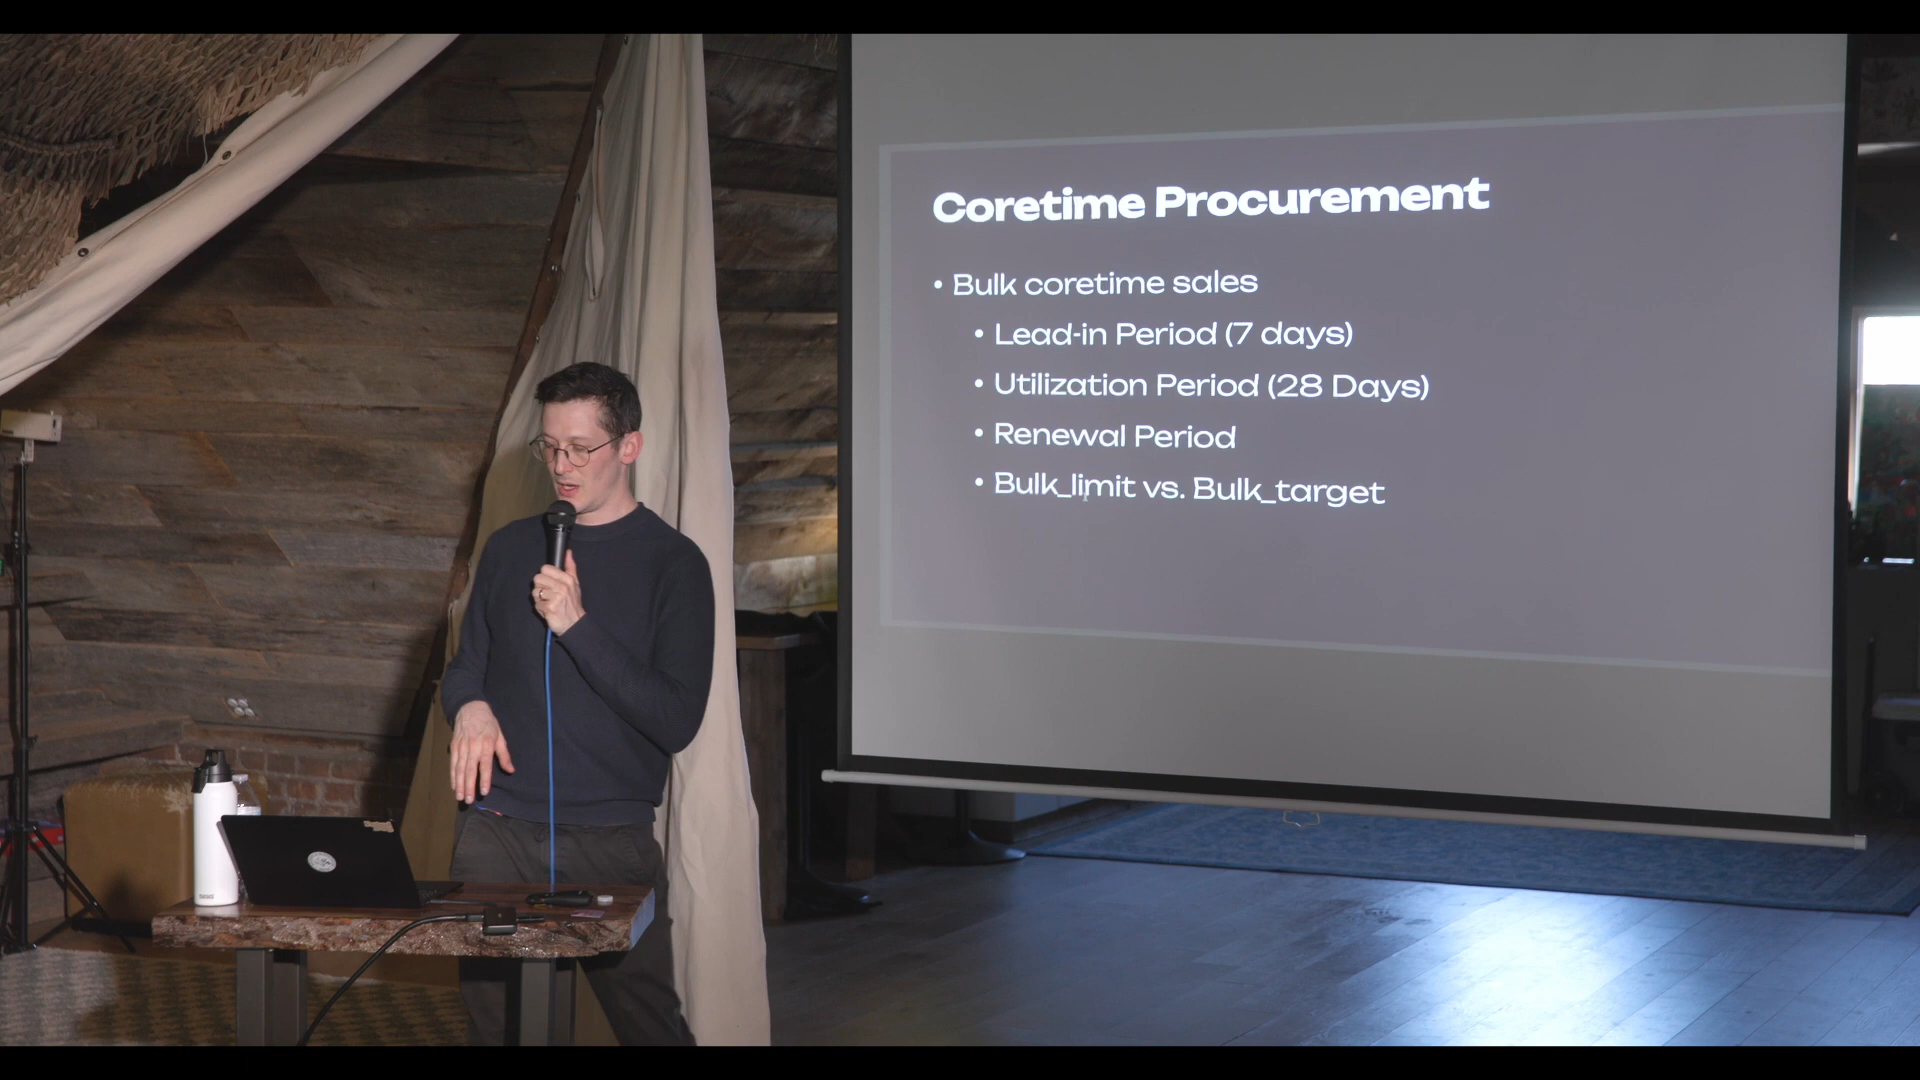 Coretime Procurement
• Bulk coretime sales
• Lead-in Period (7 days)
• Utilization Period (28 Days)
• Renewal Period
• Bulk_limit vs. Bulk_target